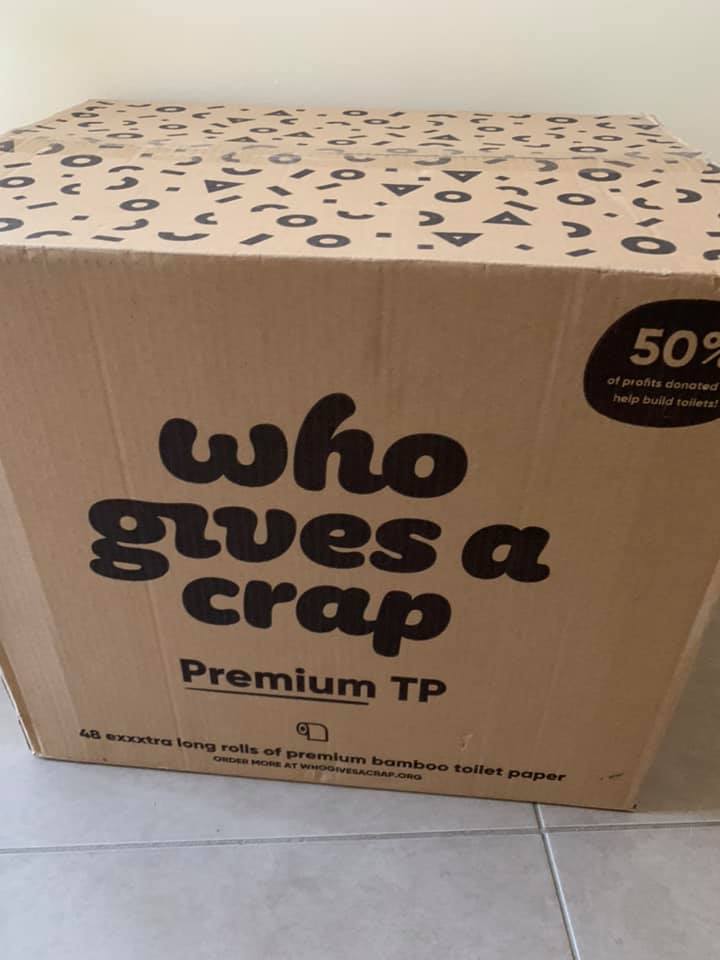 50%
of profits donated
help build toilets!
who
gives a
crap
Premium TP
48 exxxtra long rolls of premium bamboo toilet paper
ORDER MORE AT WHOGIVESACRAP.ORG